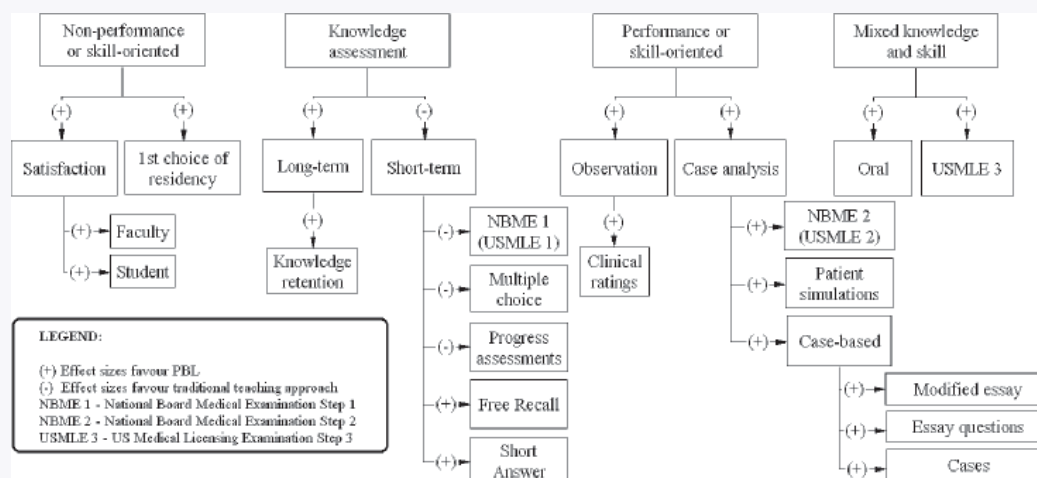 Non-performance
or skill-oriented
Knowledge
assessment
Performance or
skill-oriented
Mixed knowledge
and skill
(+)
(+)
(+)
(-)
(+)
(+)
(+)
(+)
Satisfaction
1st choice of
residency
Long-term
Short-term
Observation
Case analysis
Oral
USMLE 3
(+)
Faculty
(+)
Student
(+)
Knowledge
retention
(-)
NBME 1
(USMLE 1)
(-)
Multiple
choice
(-)
Progress
assessments
(+)
Free Recall
(+)
Short
Answer
(+)
Clinical
ratings
(+)
NBME 2
(USMLE 2)
(+)
Patient
simulations
(+)
Case-based
(+)
Modified essay
(+)
Essay questions
(+)
Cases
LEGEND:
(+) Effect sizes favour PBL
(-) Effect sizes favour traditional teaching approach
NBME 1 - National Board Medical Examination Step 1
NBME 2 - National Board Medical Examination Step 2
USMLE 3 - US Medical Licensing Examination Step 3